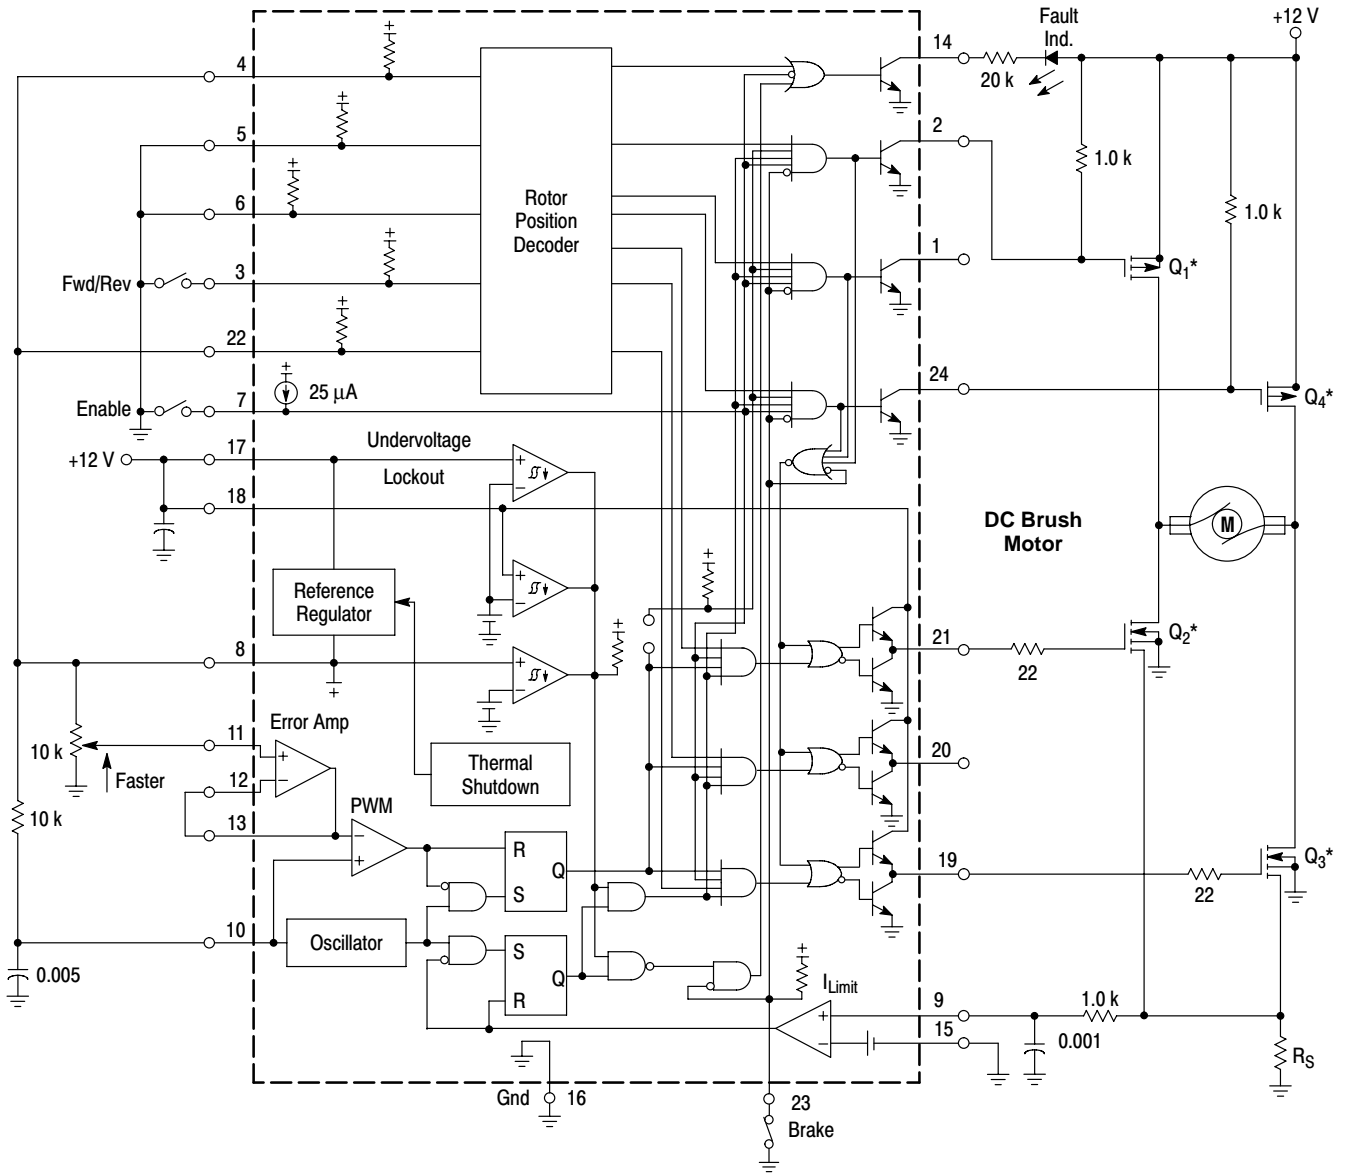 Fault
Ind.
+12 V
4
14
20 k
5
2
1.0 k
1.0 k
6
Rotor
Position
Decoder
1
Fwd/Rev
3
Q1*
22
24
Q4*
Enable
7
25 μA
+12 V
17
Undervoltage
Lockout
18
DC Brush
Motor
M
Reference
Regulator
21
22
Q2*
8
Error Amp
10 k
11
Faster
12
Thermal
Shutdown
20
10 k
13
PWM
R
Q
S
19
22
Q3*
10
Oscillator
S
Q
R
0.005
ILimit
9
1.0 k
15
0.001
RS
Gnd
16
23
Brake